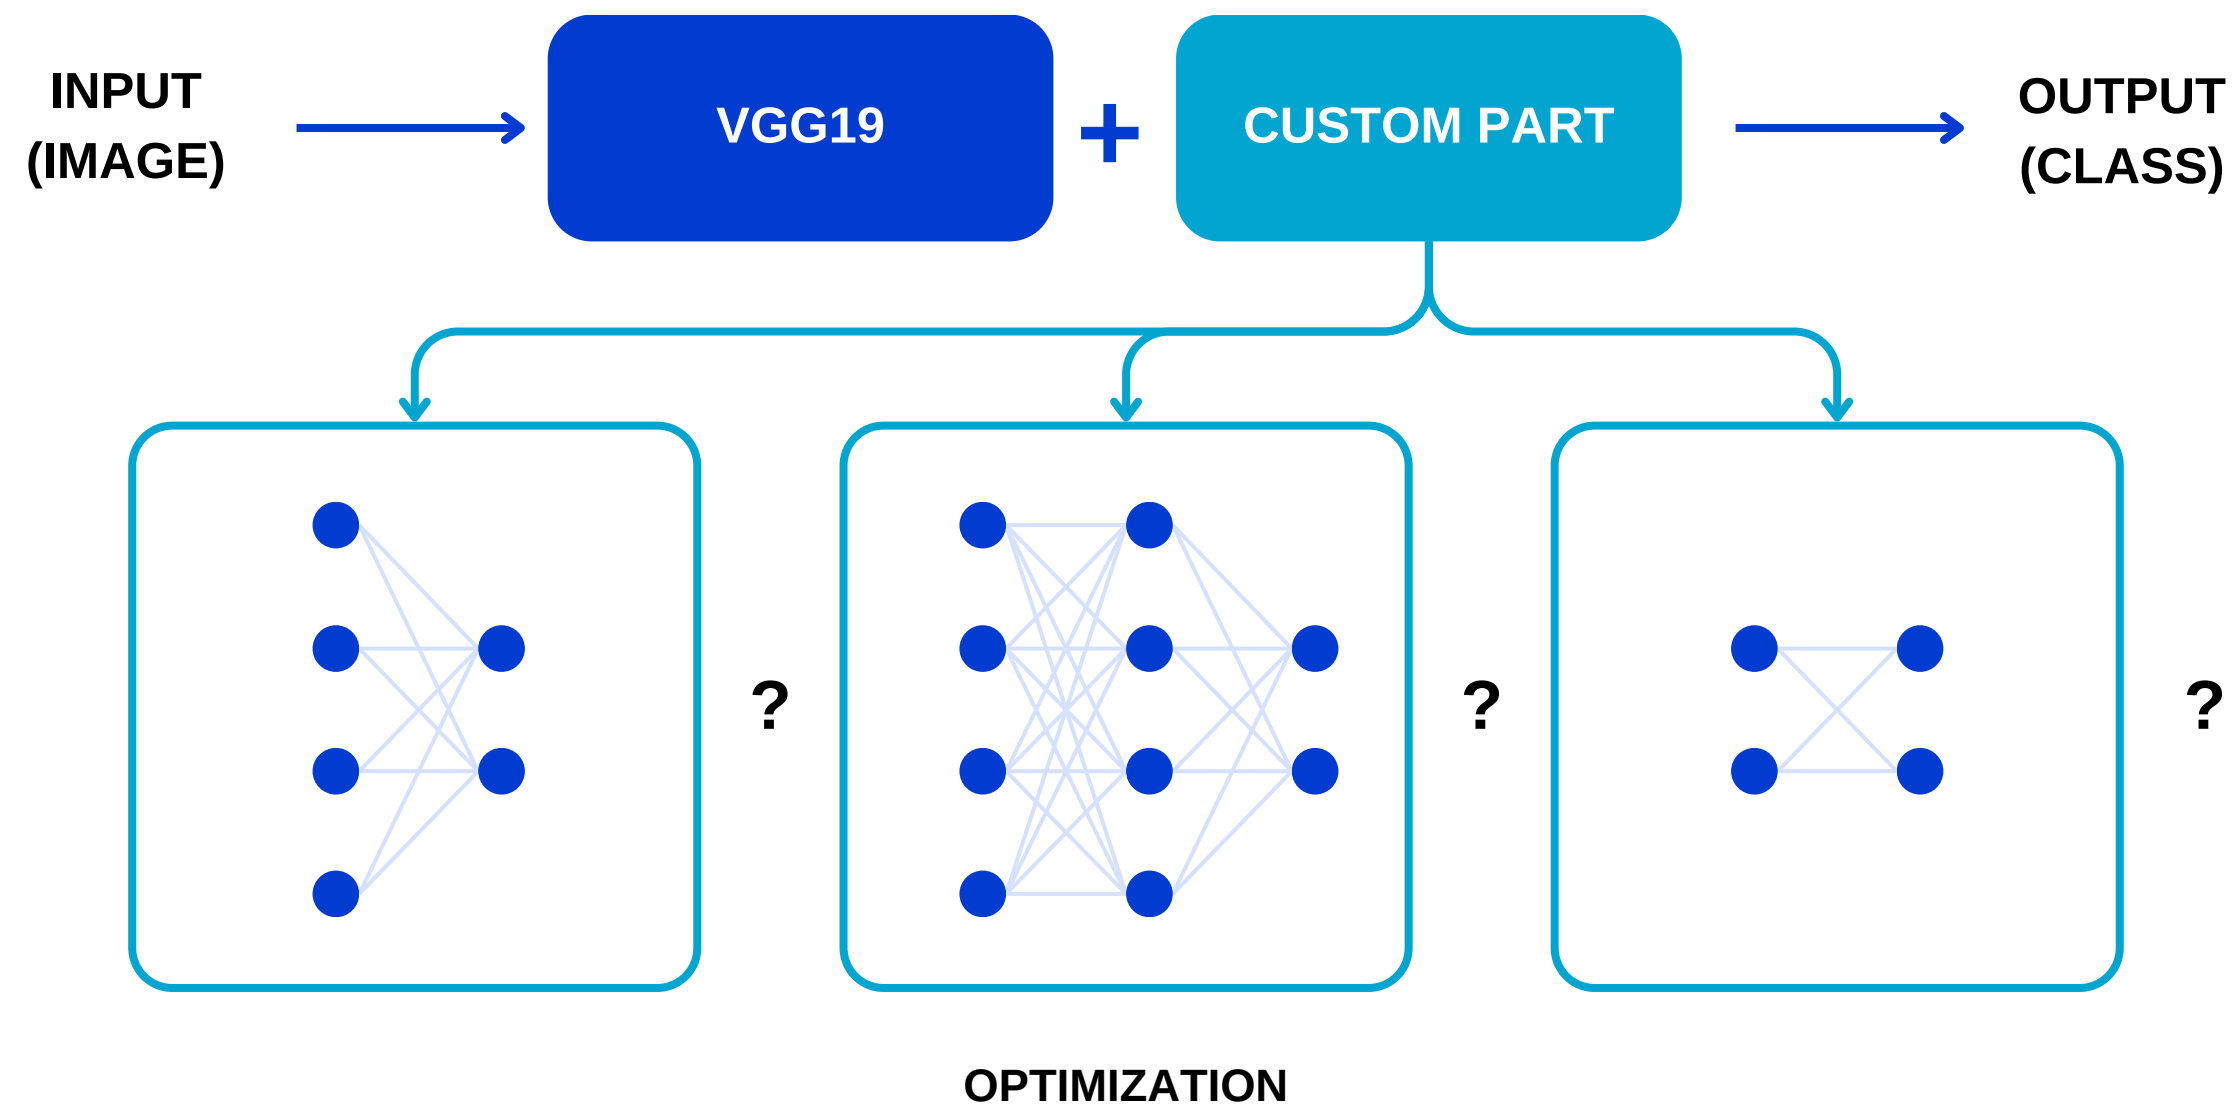 INPUT
(IMAGE)
VGG19
+
CUSTOM PART
OUTPUT
(CLASS)
?
?
?
OPTIMIZATION